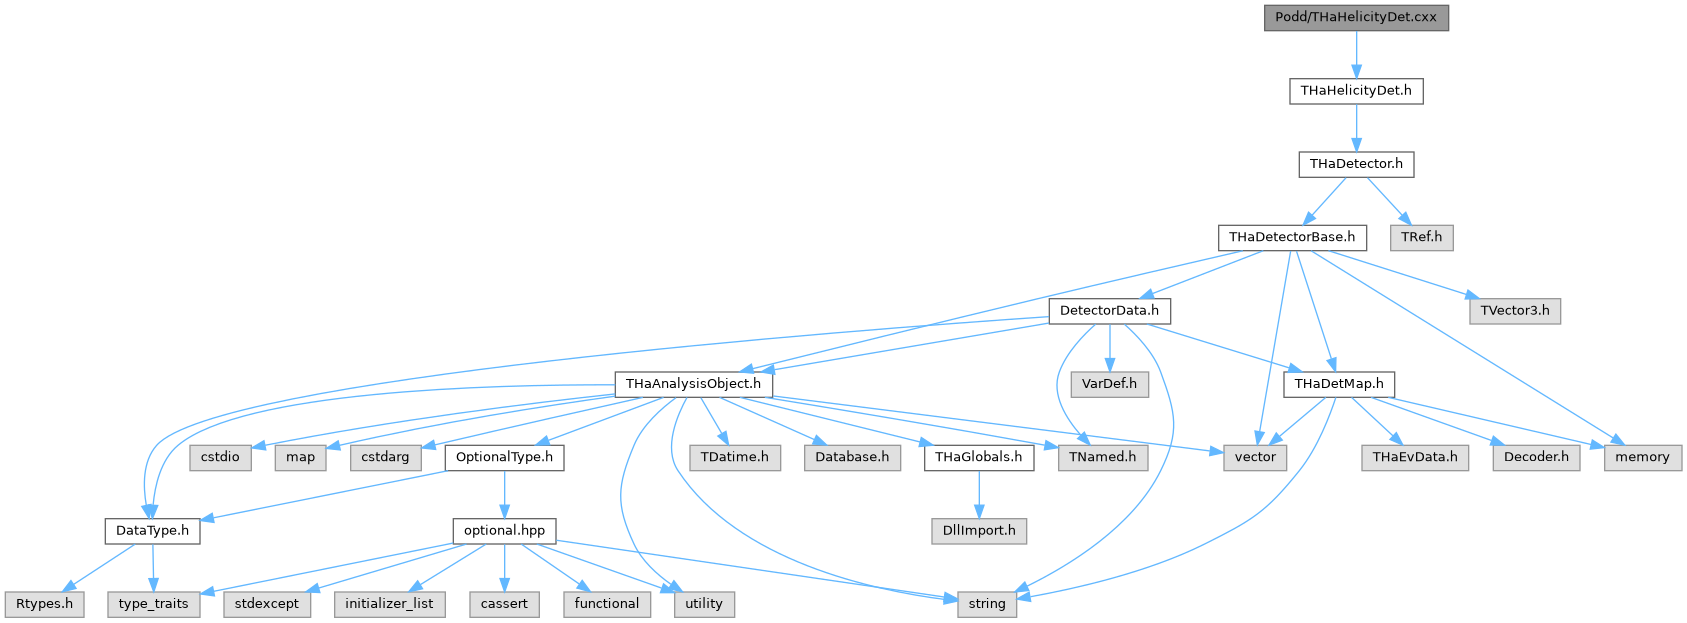 Podd/THaHelicityDet.cxx
THaHelicityDet.h
THaDetector.h
THaDetectorBase.h
TRef.h
DetectorData.h
TVector3.h
THaAnalysisObject.h
VarDef.h
THaDetMap.h
cstdio
map
cstdarg
OptionalType.h
TDatime.h
Database.h
THaGlobals.h
TNamed.h
vector
THaEvData.h
Decoder.h
memory
DataType.h
optional.hpp
DllImport.h
Rtypes.h
type_traits
stdexcept
initializer_list
cassert
functional
utility
string